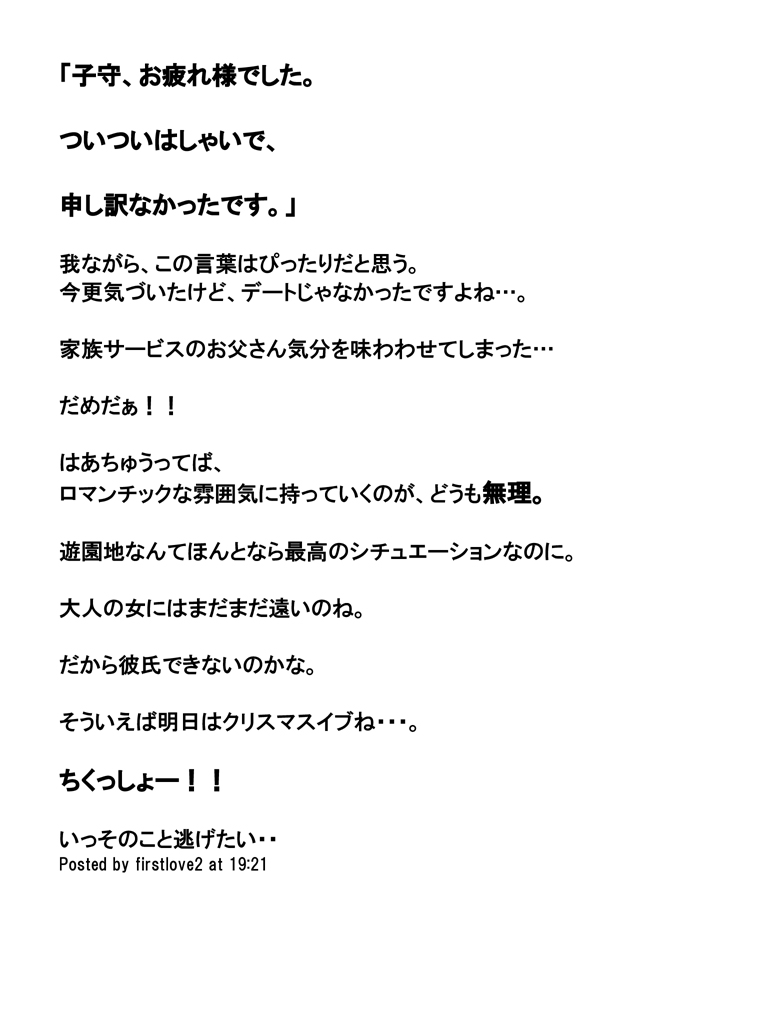 「子守、お疲れ様でした。
ついついはしゃいで、
申し訳なかったです。」
我ながら、この言葉はぴったりだと思う。
今更気づいたけど、デートじゃなかったですよね…。
家族サービスのお父さん気分を味わわせてしまった…
だめだぁ！！
はあちゅうってば、
ロマンチックな雰囲気に持っていくのが、どうも無理。
遊園地なんてほんとなら最高のシチュエーションなのに。
大人の女にはまだまだ遠いのね。
だから彼氏できないのかな。
そういえば明日はクリスマスイブね・・・。
ちくっしょー！！
いっそのこと逃げたい・・
Posted by firstlove2 at 19:21